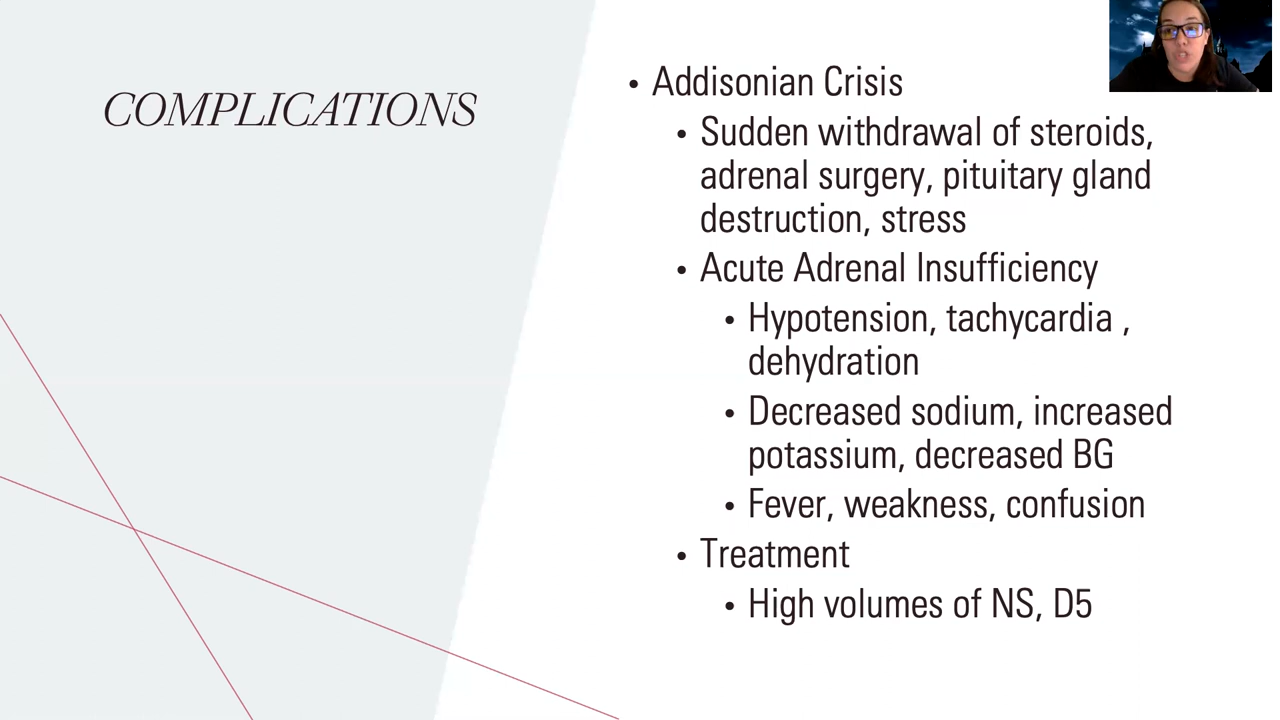 COMPLICATIONS
• Addisonian Crisis
• Sudden withdrawal of steroids,
adrenal surgery, pituitary gland
destruction, stress
• Acute Adrenal Insufficiency
• Hypotension, tachycardia ,
dehydration
• Decreased sodium, increased
potassium, decreased BG
• Fever, weakness, confusion
• Treatment
• High volumes of NS, D5